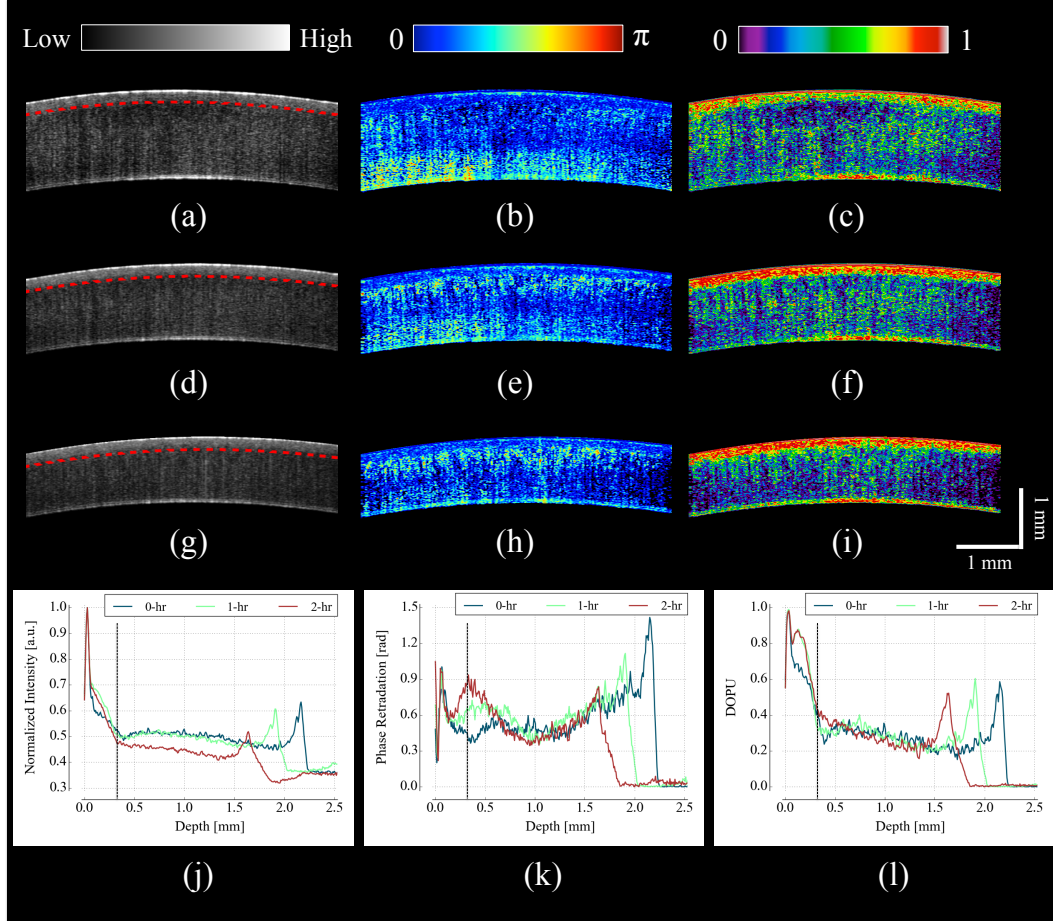 Low High 0 π 0 1
(a) (b) (c)
(d) (e) (f)
(g) (h) (i)
1 mm
1 mm
0-hr 1-hr 2-hr
Normalized Intensity [a.u.]
1.0
0.9
0.8
0.7
0.6
0.5
0.4
0.3
0.0 0.5 1.0 1.5 2.0 2.5
Depth [mm]
(j)
0-hr 1-hr 2-hr
Phase Retradation [rad]
1.5
1.2
0.9
0.6
0.3
0.0
0.0 0.5 1.0 1.5 2.0 2.5
Depth [mm]
(k)
0-hr 1-hr 2-hr
DOPU
1.0
0.8
0.6
0.4
0.2
0.0
0.0 0.5 1.0 1.5 2.0 2.5
Depth [mm]
(l)